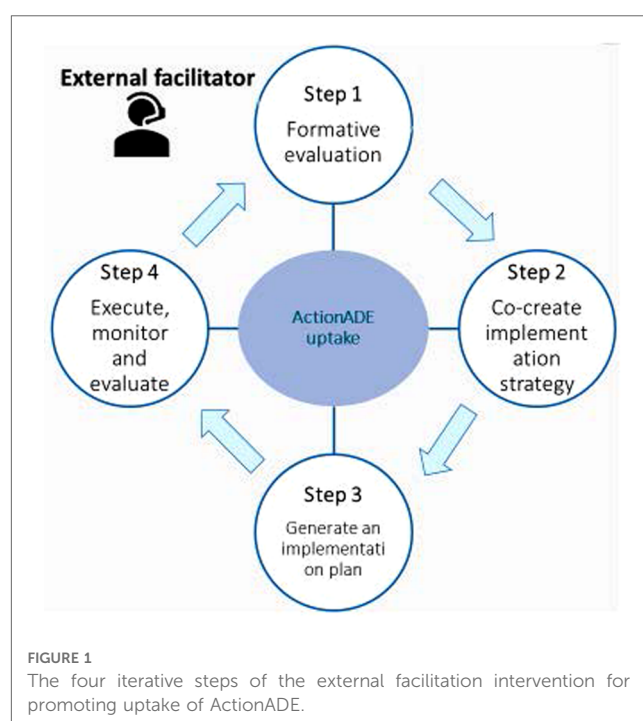 External facilitator
Step 1
Formative
evaluation
Step 2
Co-create
implement
ation
strategy
Step 3
Generate an
implementati
on plan
Step 4
Execute,
monitor
and
evaluate
ActionADE
uptake
FIGURE 1
The four iterative steps of the external facilitation intervention for
promoting uptake of ActionADE.